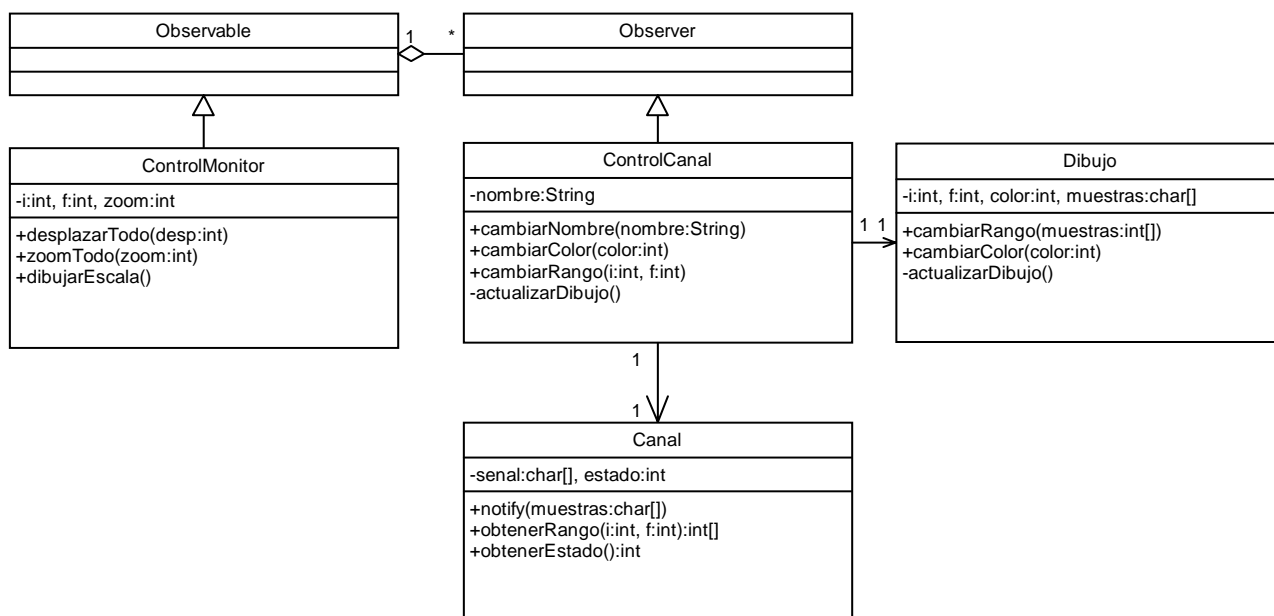 Observable
1
*
Observer
ControlMonitor
-i:int, f:int, zoom:int
+desplazarTodo(desp:int)
+zoomTodo(zoom:int)
+dibujarEscala()
ControlCanal
-nombre:String
+cambiarNombre(nombre:String)
+cambiarColor(color:int)
+cambiarRango(i:int, f:int)
-actualizarDibujo()
1 1
Dibujo
-i:int, f:int, color:int, muestras:char[]
+cambiarRango(muestras:int[])
+cambiarColor(color:int)
-actualizarDibujo()
1
1
Canal
-senal:char[], estado:int
+notify(muestras:char[])
+obtenerRango(i:int, f:int):int[]
+obtenerEstado():int